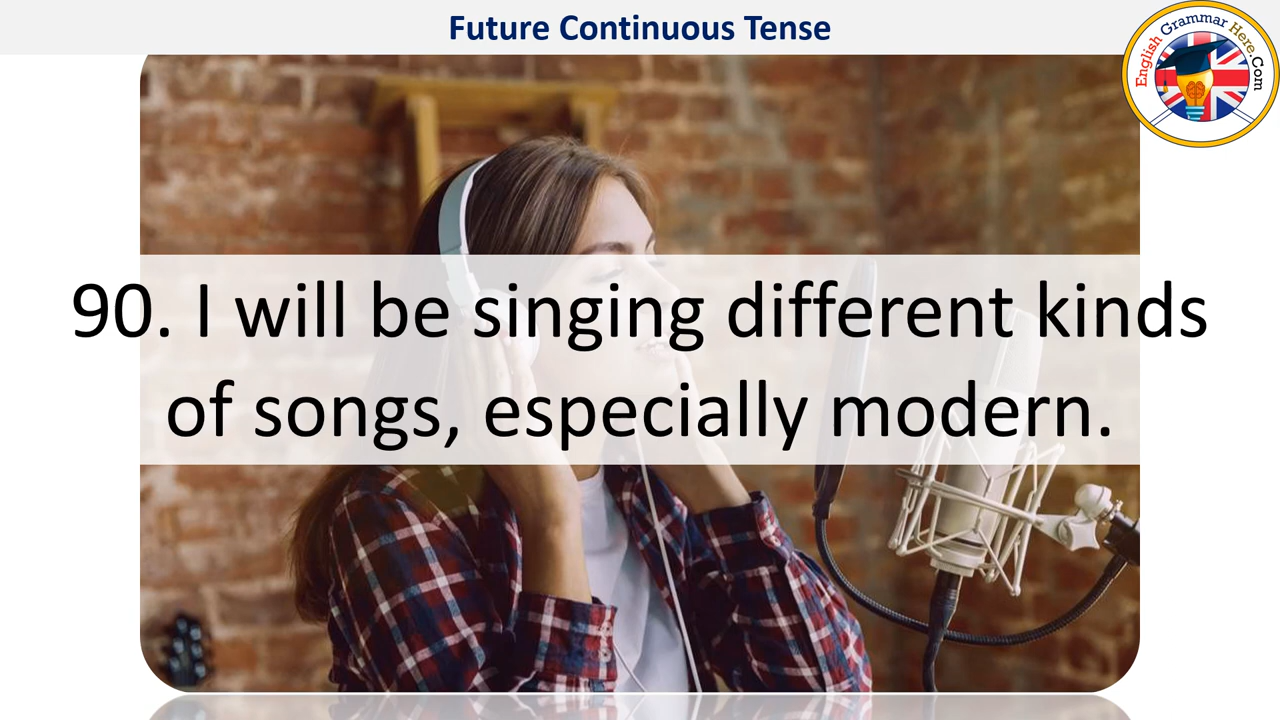 Future Continuous Tense
English Grammar Here.Com
90. I will be singing different kinds
of songs, especially modern.